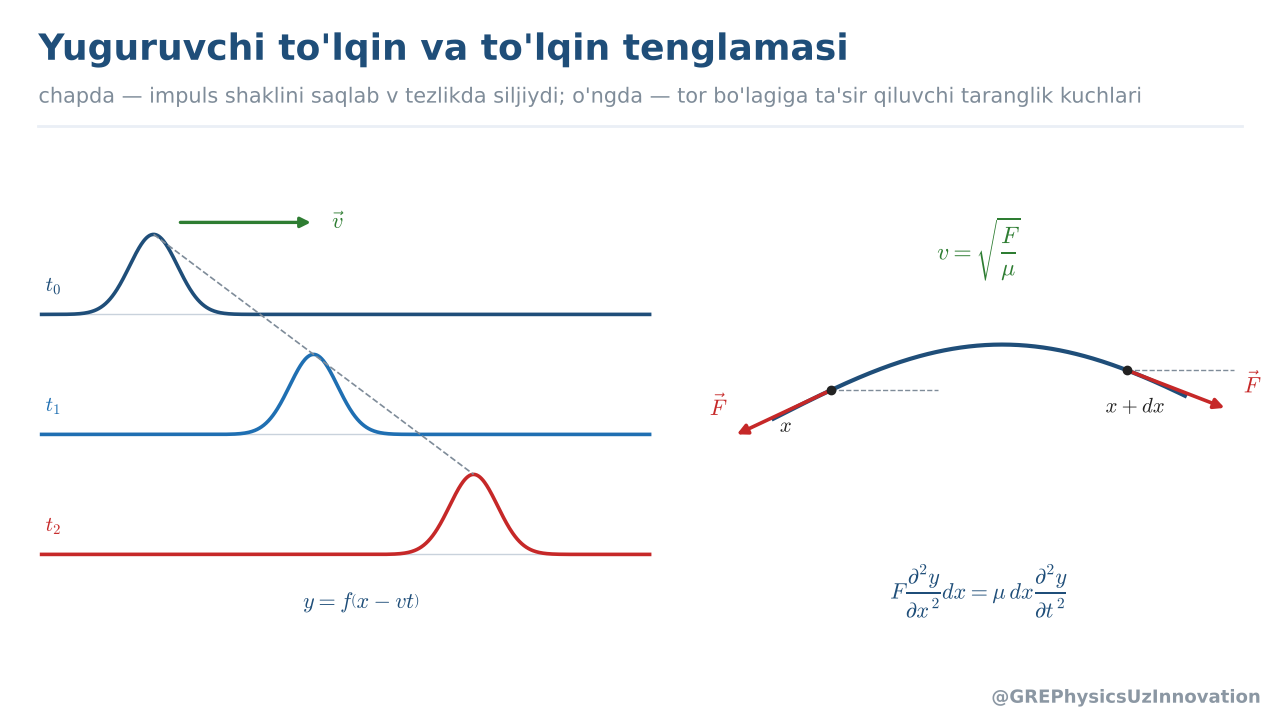 Yuguruvchi to'lqin va to'lqin tenglamasi
chapda — impuls shaklini saqlab v tezlikda siljiydi; o'ngda — tor bo'lagiga ta'sir qiluvchi taranglik kuchlari
v⃗
t₀
t₁
t₂
y = f(x − vt)
v = √(F/μ)
F⃗
x
x + dx
F⃗
F ∂²y/∂x² dx = μ dx ∂²y/∂t²
@GREPhysicsUzInnovation